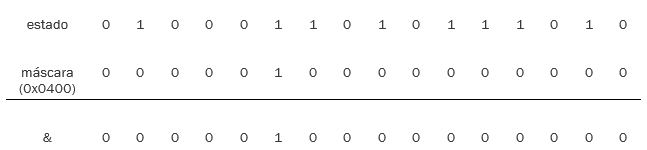 estado 0 1 0 0 0 1 1 0 1 0 1 1 1 0 1 0
máscara 0 0 0 0 0 1 0 0 0 0 0 0 0 0 0 0
(0x0400)
& 0 0 0 0 0 1 0 0 0 0 0 0 0 0 0 0